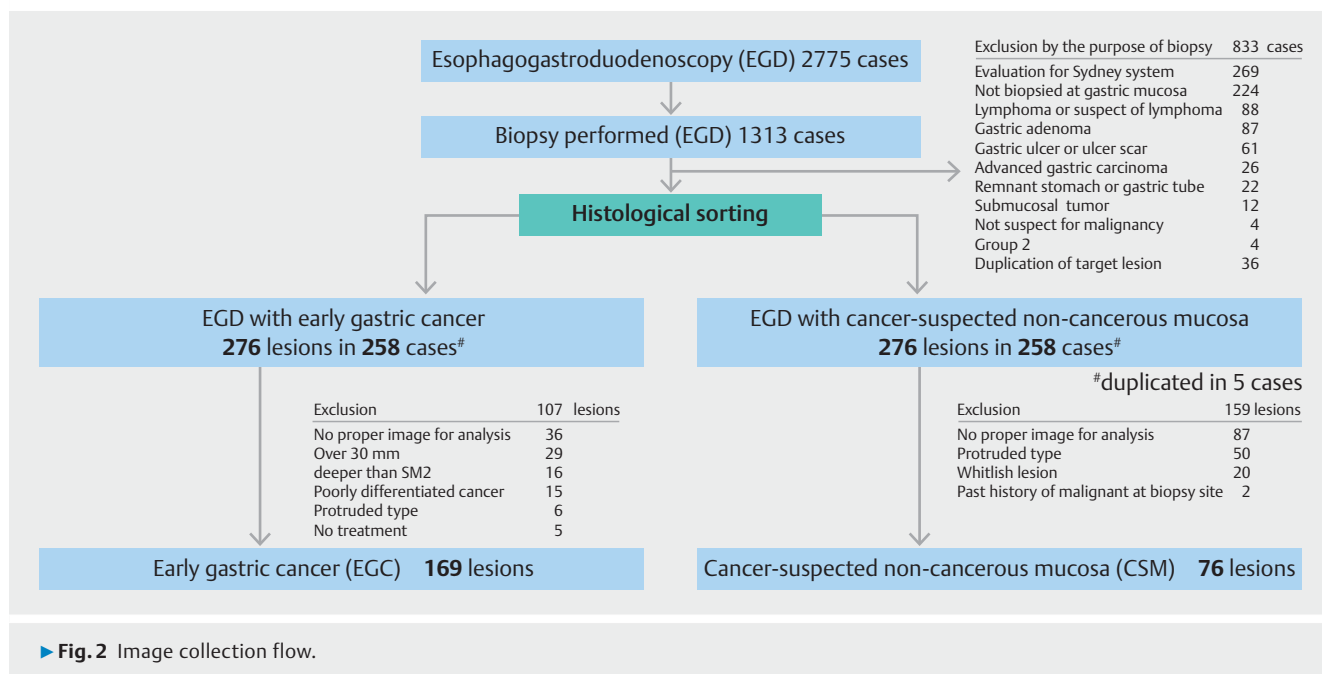 Esophagogastroduodenoscopy (EGD) 2775 cases
Biopsy performed (EGD) 1313 cases
Exclusion by the purpose of biopsy 833 cases
Evaluation for Sydney system 269
Not biopsied at gastric mucosa 224
Lymphoma or suspect of lymphoma 88
Gastric adenoma 87
Gastric ulcer or ulcer scar 61
Advanced gastric carcinoma 26
Remnant stomach or gastric tube 22
Submucosal tumor 12
Not suspect for malignancy 4
Group 2 4
Duplication of target lesion 36
Histological sorting
EGD with early gastric cancer
276 lesions in 258 cases#
EGD with cancer-suspected non-cancerous mucosa
276 lesions in 258 cases#
#duplicated in 5 cases
Exclusion 107 lesions
No proper image for analysis 36
Over 30 mm 29
deeper than SM2 16
Poorly differentiated cancer 15
Protruded type 6
No treatment 5
Exclusion 159 lesions
No proper image for analysis 87
Protruded type 50
Whitlish lesion 20
Past history of malignant at biopsy site 2
Early gastric cancer (EGC) 169 lesions
Cancer-suspected non-cancerous mucosa (CSM) 76 lesions
▶Fig. 2 Image collection flow.